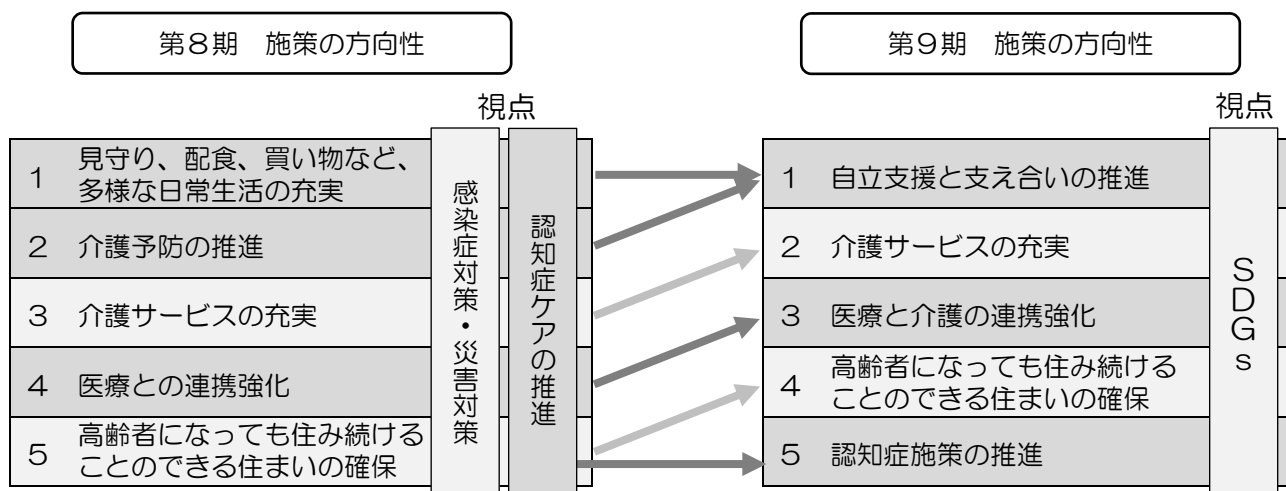 第8期 施策の方向性
視点
1 見守り、配食、買い物など、
多様な日常生活の充実
2 介護予防の推進
3 介護サービスの充実
4 医療との連携強化
5 高齢者になっても住み続ける
ことのできる住まいの確保
感染症対策・災害対策
認知症ケアの推進
第9期 施策の方向性
視点
1 自立支援と支え合いの推進
2 介護サービスの充実
3 医療と介護の連携強化
4 高齢者になっても住み続ける
ことのできる住まいの確保
5 認知症施策の推進
SDGs